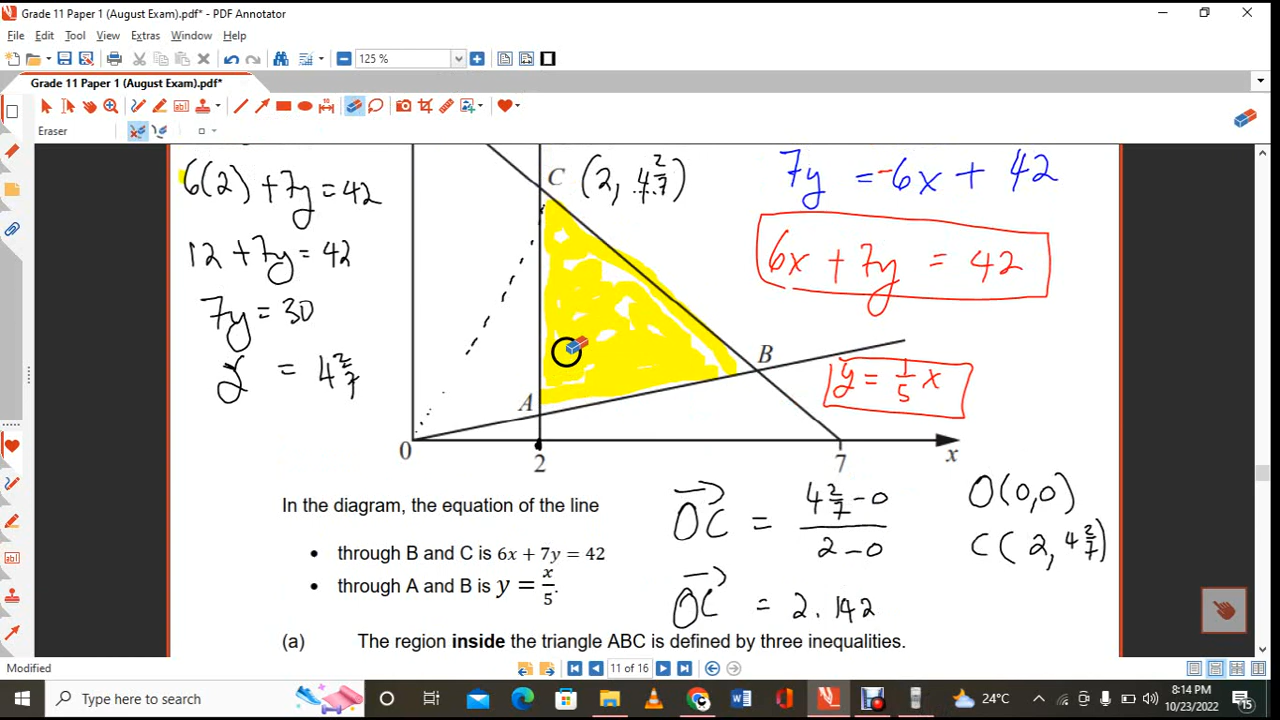 Grade 11 Paper 1 (August Exam).pdf* - PDF Annotator
File Edit Tool View Extras Window Help
125 %
Grade 11 Paper 1 (August Exam).pdf*
Eraser
6(2) + 7y = 42
12 + 7y = 42
7y = 30
y = 4 2/7
C (2, 4 2/7)
7y = -6x + 42
6x + 7y = 42
B
y = 1/5 x
A
0
2
7
x
In the diagram, the equation of the line
• through B and C is 6x + 7y = 42
• through A and B is y = x/5.
(a) The region inside the triangle ABC is defined by three inequalities.
OC = 4 2/7 - 0 / 2 - 0
OC = 2.142
O(0,0)
C(2, 4 2/7)
Modified
11 of 16
Type here to search
24°C
8:14 PM
10/23/2022
15